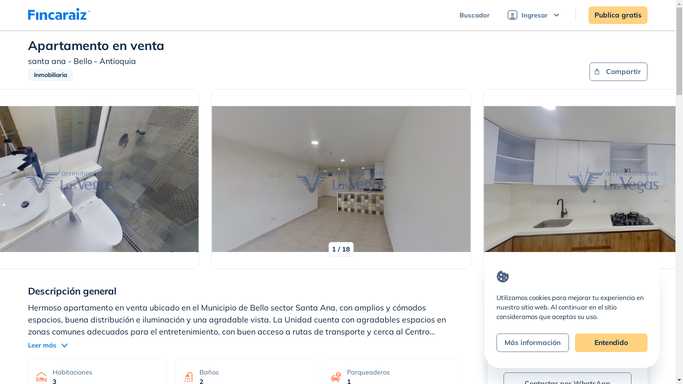 Fincaraiz
Buscador
Ingresar
Publica gratis
Apartamento en venta
santa ana - Bello - Antioquia
Inmobiliaria
Compartir
arrendamientos
Las Vegas
arrendamientos
Las Vegas
arrendamientos
Las Vegas
1 / 18
Descripción general
Hermoso apartamento en venta ubicado en el Municipio de Bello sector Santa Ana, con amplios y cómodos
espacios, buena distribución e iluminación y una agradable vista. La Unidad cuenta con agradables espacios en
zonas comunes adecuados para el entretenimiento, con buen acceso a rutas de transporte y cerca al Centro...
Leer más
Habitaciones
3
Baños
2
Parqueaderos
1
Utilizamos cookies para mejorar tu experiencia en
nuestro sitio web. Al continuar en el sitio
consideramos que aceptas su uso.
Más información
Entendido
Contactar por WhatsApp